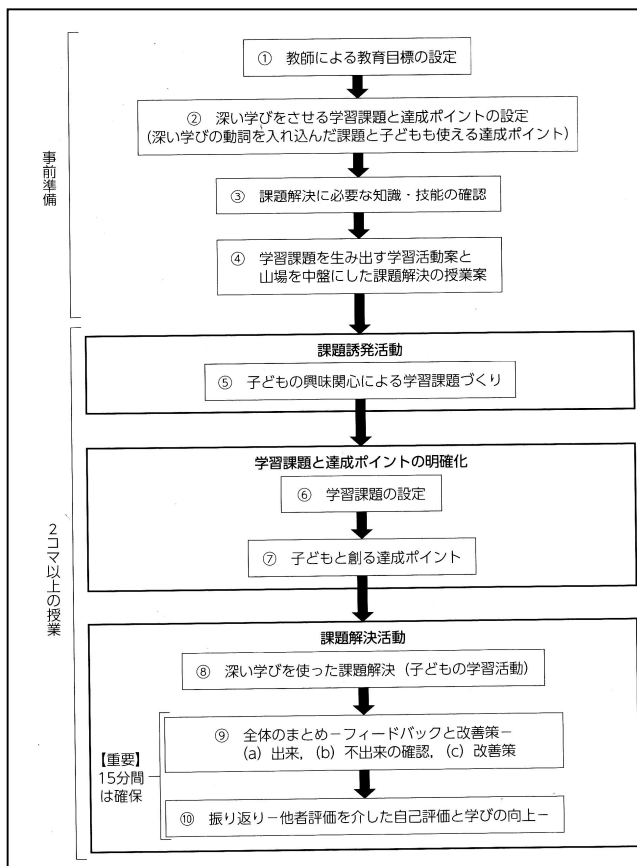 ① 教師による教育目標の設定
② 深い学びをさせる学習課題と達成ポイントの設定
(深い学びの動詞を入れ込んだ課題と子どもも使える達成ポイント)
③ 課題解決に必要な知識・技能の確認
④ 学習課題を生み出す学習活動案と
山場を中盤にした課題解決の授業案
事前準備
課題誘発活動
⑤ 子どもの興味関心による学習課題づくり
学習課題と達成ポイントの明確化
⑥ 学習課題の設定
⑦ 子どもと創る達成ポイント
2コマ以上の授業
課題解決活動
⑧ 深い学びを使った課題解決(子どもの学習活動)
⑨ 全体のまとめ-フィードバックと改善策-
(a) 出来,(b) 不出来の確認,(c) 改善策
【重要】
15分間
は確保
⑩ 振り返り-他者評価を介した自己評価と学びの向上-